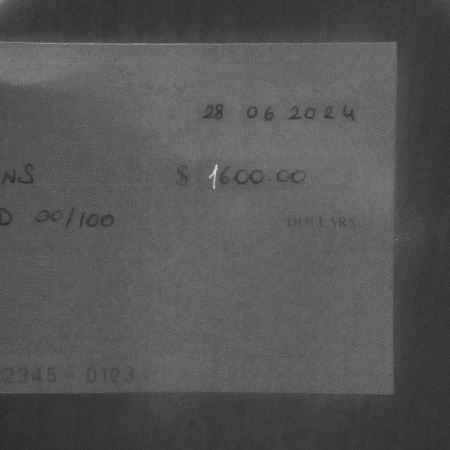 28 06 2024
NS $ 1600.00
D 00/100 DOLLARS
2345 - 0123